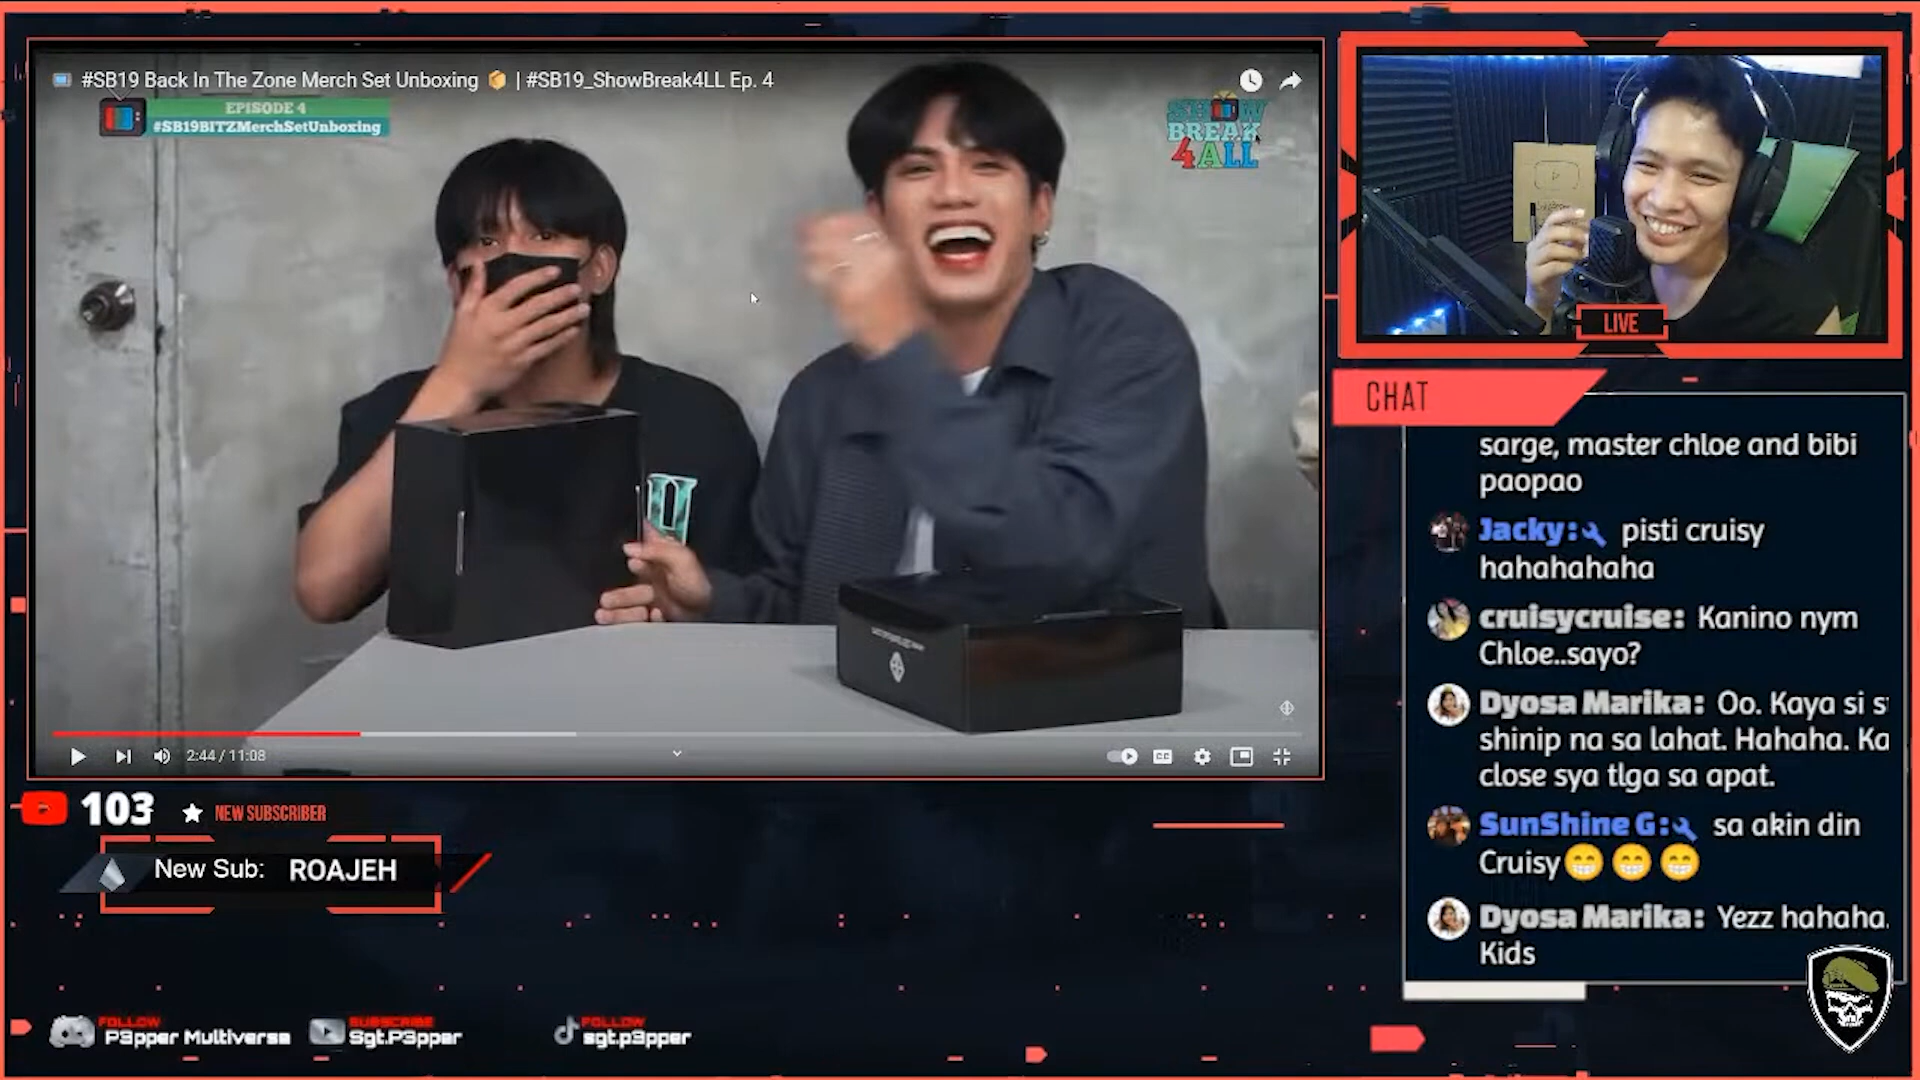 #SB19 Back In The Zone Merch Set Unboxing 📦 | #SB19_ShowBreak4LL Ep. 4
EPISODE 4
#SB19BITZMerchSetUnboxing
SHOW
BREAK
4ALL
2:44 / 11:08
CC
LIVE
CHAT
sarge, master chloe and bibi
paopao
Jacky: pisti cruisy
hahahahaha
cruisycruise: Kanino nym
Chloe..sayo?
Dyosa Marika: Oo. Kaya si s
shinip na sa lahat. Hahaha. Ka
close sya tlga sa apat.
SunShine G: sa akin din
Cruisy😁😁😁
Dyosa Marika: Yezz hahaha.
Kids
103
NEW SUBSCRIBER
New Sub: ROAJEH
FOLLOW
P3pper Multiverse
SUBSCRIBE
Sgt.P3pper
FOLLOW
sgt.p3pper